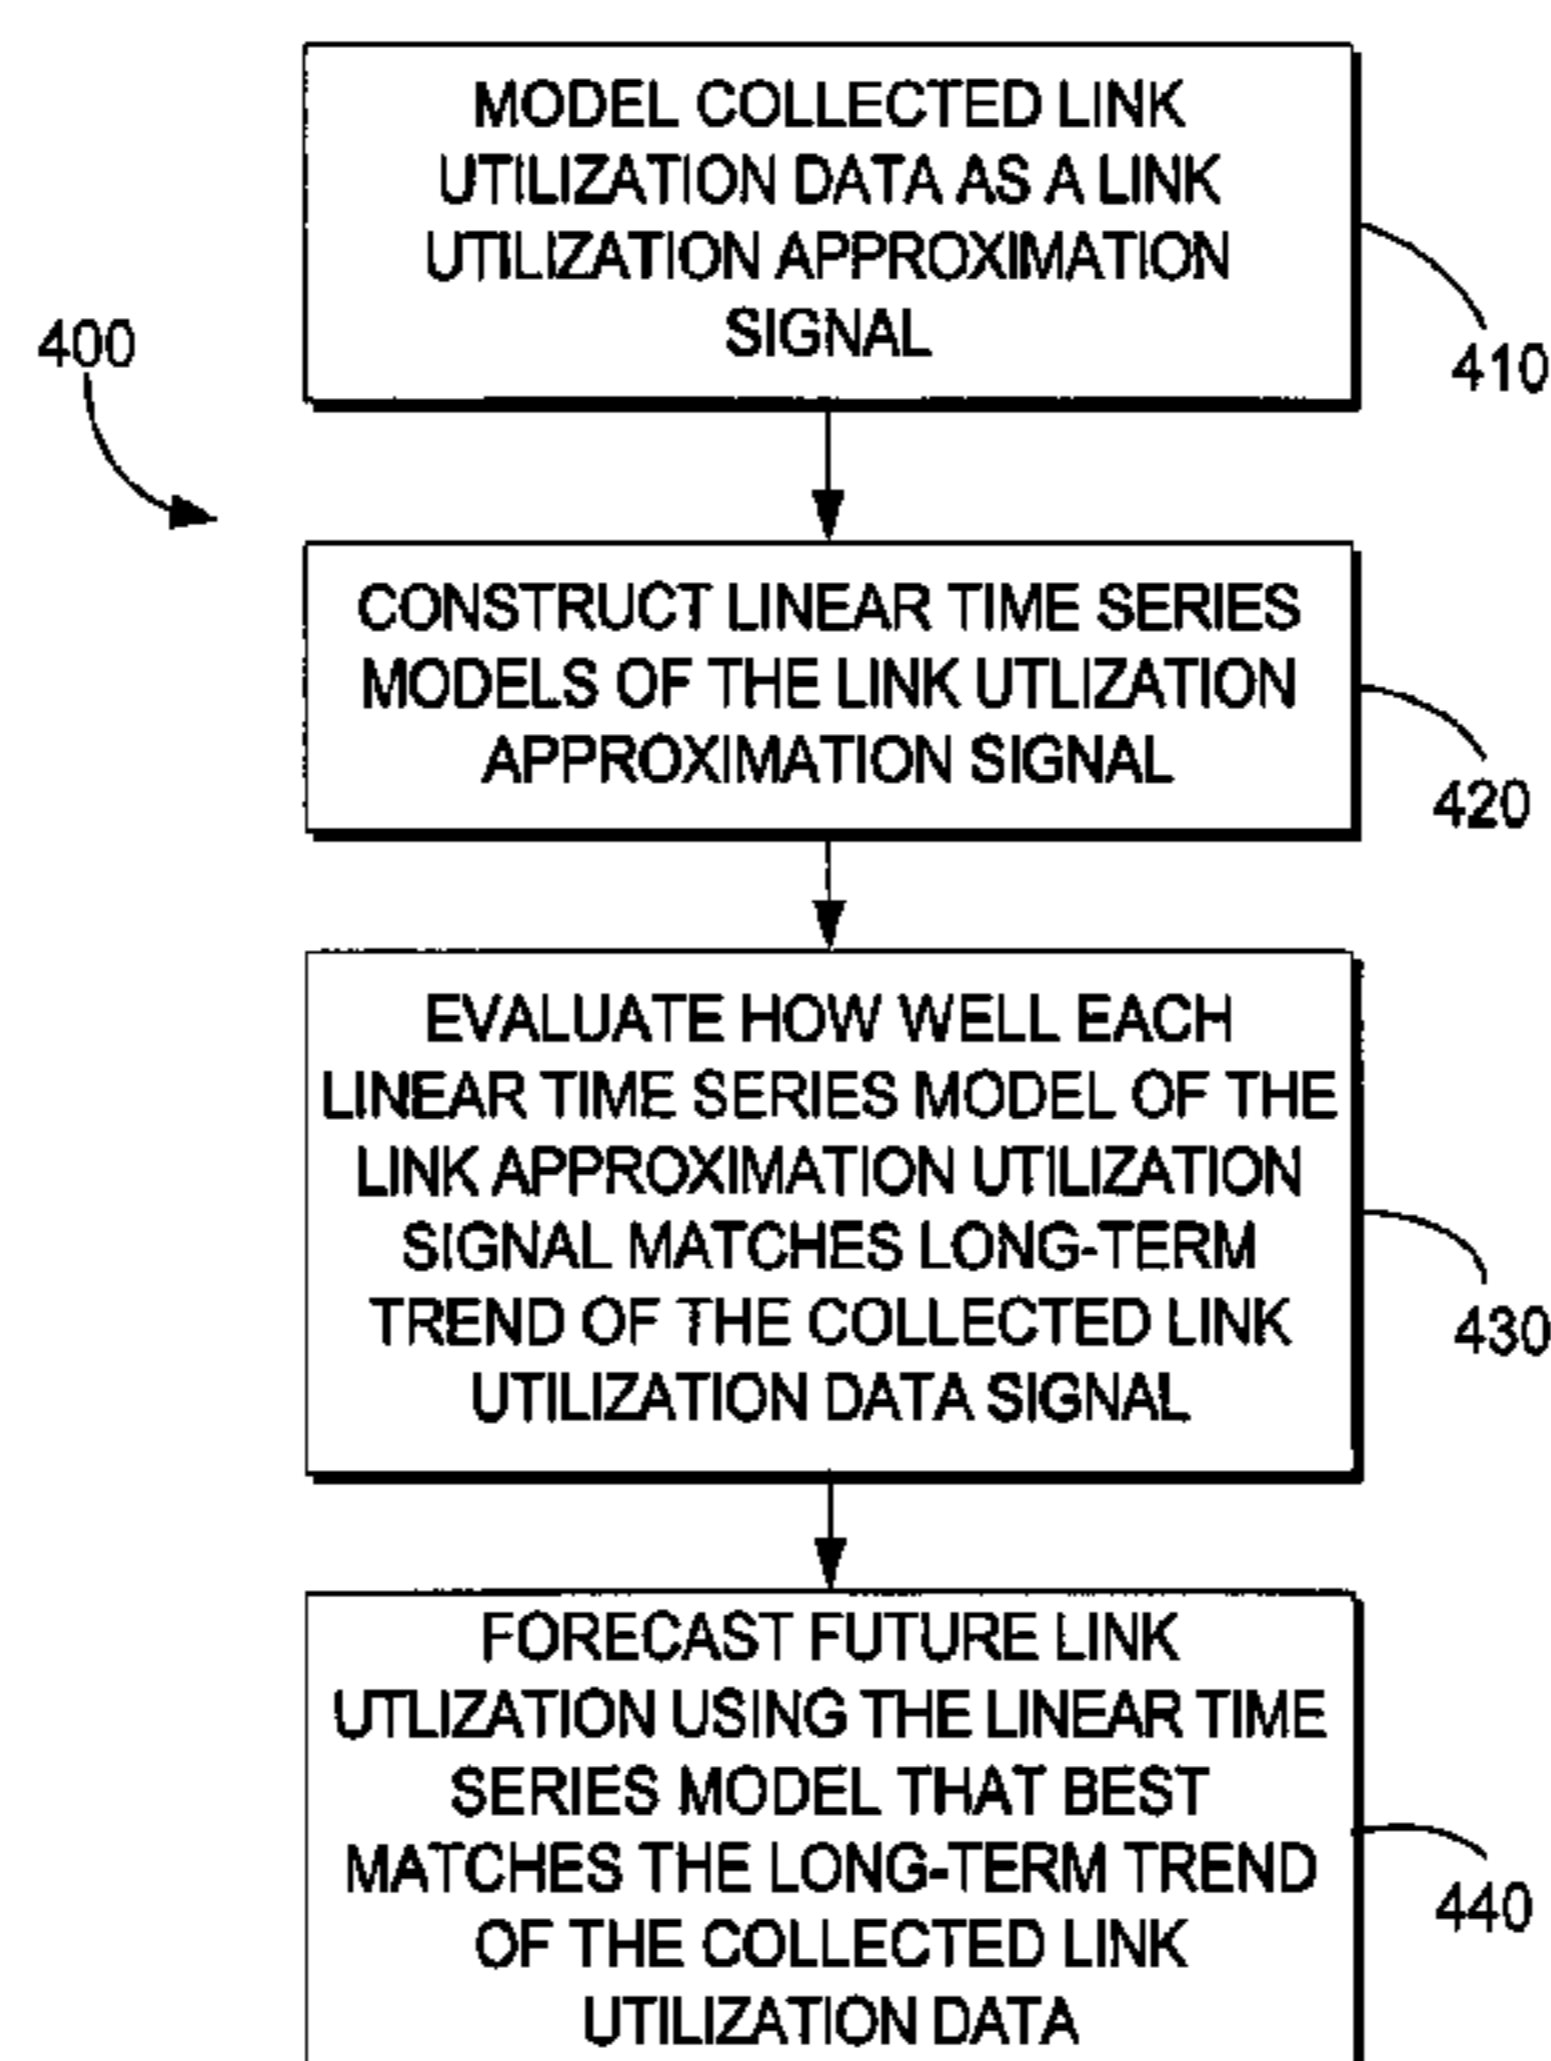 MODEL COLLECTED LINK
UTILIZATION DATA AS A LINK
UTILIZATION APPROXIMATION
SIGNAL
400
410
CONSTRUCT LINEAR TIME SERIES
MODELS OF THE LINK UTLIZATION
APPROXIMATION SIGNAL
420
EVALUATE HOW WELL EACH
LINEAR TIME SERIES MODEL OF THE
LINK APPROXIMATION UTILIZATION
SIGNAL MATCHES LONG-TERM
TREND OF THE COLLECTED LINK
UTILIZATION DATA SIGNAL
430
FORECAST FUTURE LINK
UTLIZATION USING THE LINEAR TIME
SERIES MODEL THAT BEST
MATCHES THE LONG-TERM TREND
OF THE COLLECTED LINK
UTILIZATION DATA
440